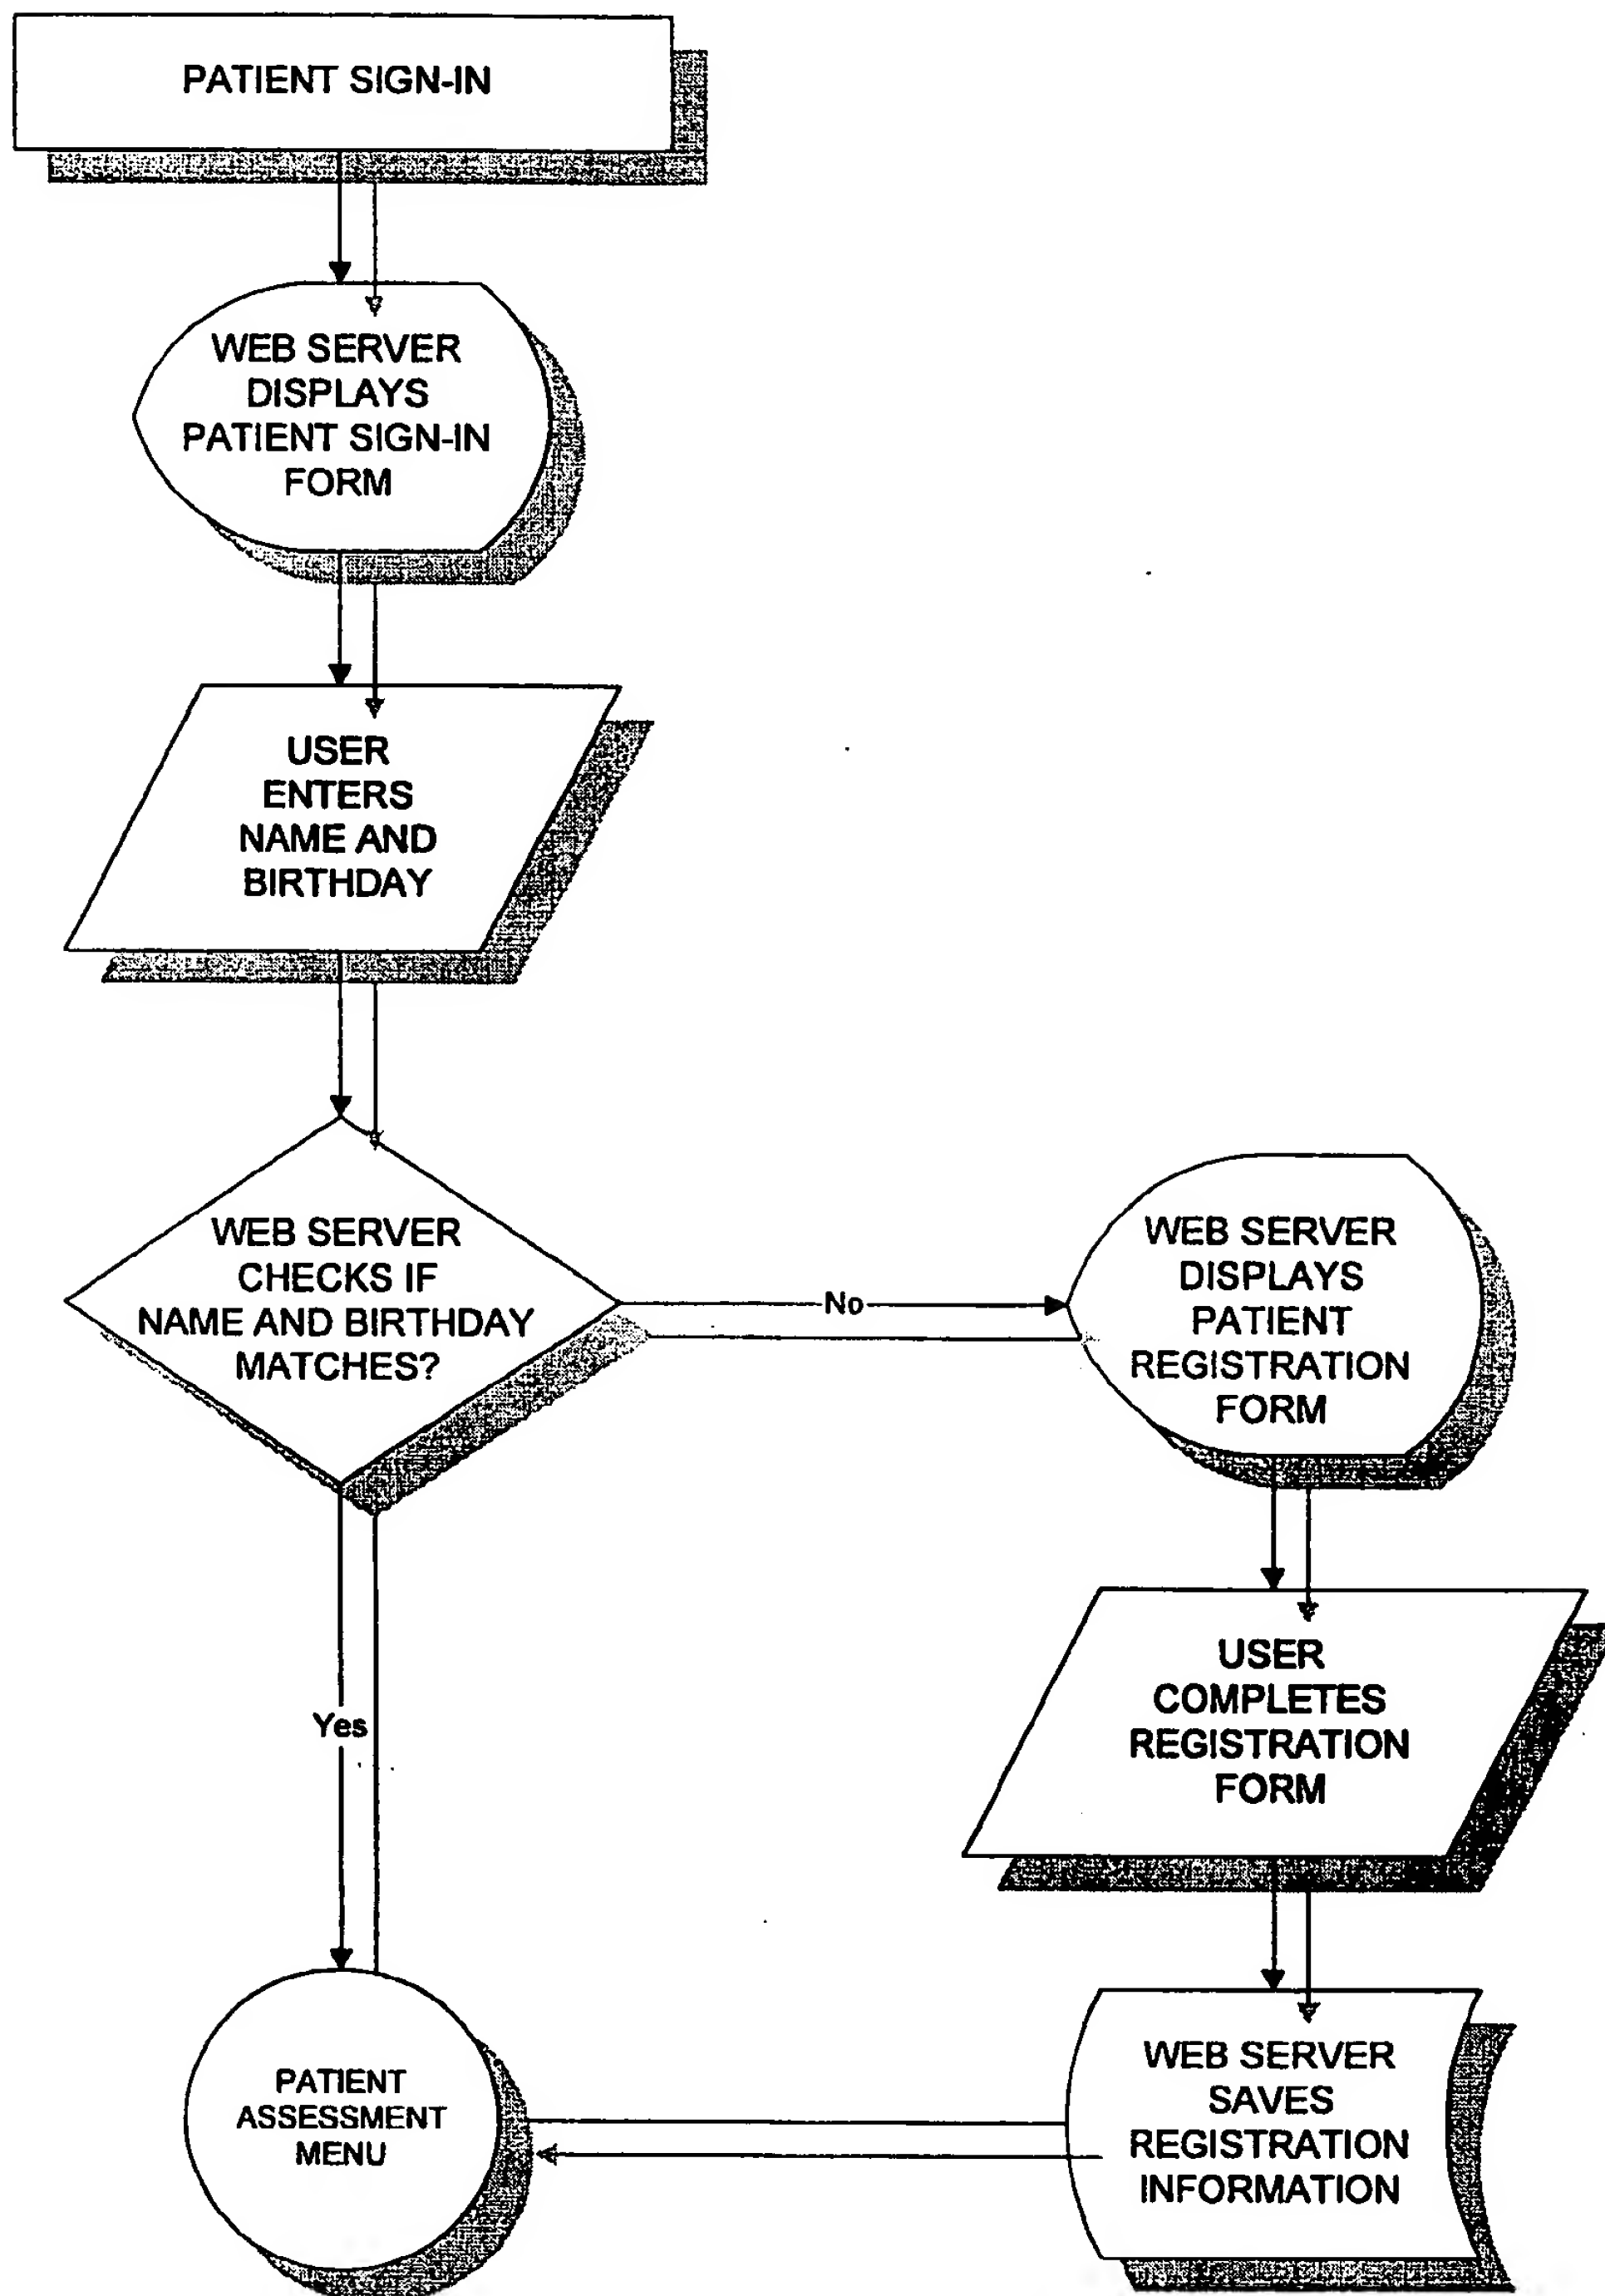 PATIENT SIGN-IN
WEB SERVER
DISPLAYS
PATIENT SIGN-IN
FORM
USER
ENTERS
NAME AND
BIRTHDAY
WEB SERVER
CHECKS IF
NAME AND BIRTHDAY
MATCHES?
No
WEB SERVER
DISPLAYS
PATIENT
REGISTRATION
FORM
USER
COMPLETES
REGISTRATION
FORM
Yes
WEB SERVER
SAVES
REGISTRATION
INFORMATION
PATIENT
ASSESSMENT
MENU